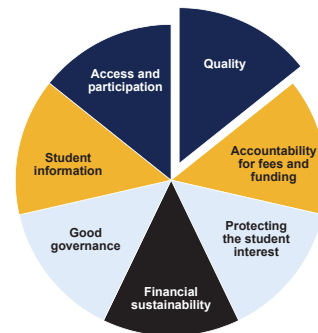 Quality
Accountability
for fees and
funding
Protecting
the student
interest
Financial
sustainability
Good
governance
Student
information
Access and
participation